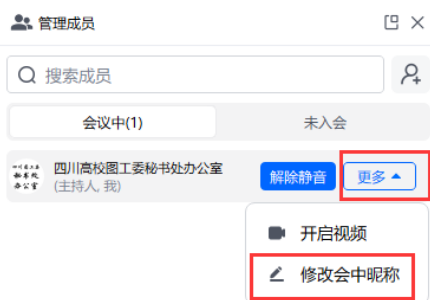 管理成员
搜索成员
会议中(1)
未入会
四川高校图工委秘书处办公室
(主持人, 我)
解除静音
更多
开启视频
修改会中昵称